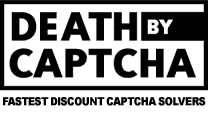 DEATH BY
CAPTCHA
FASTEST DISCOUNT CAPTCHA SOLVERS